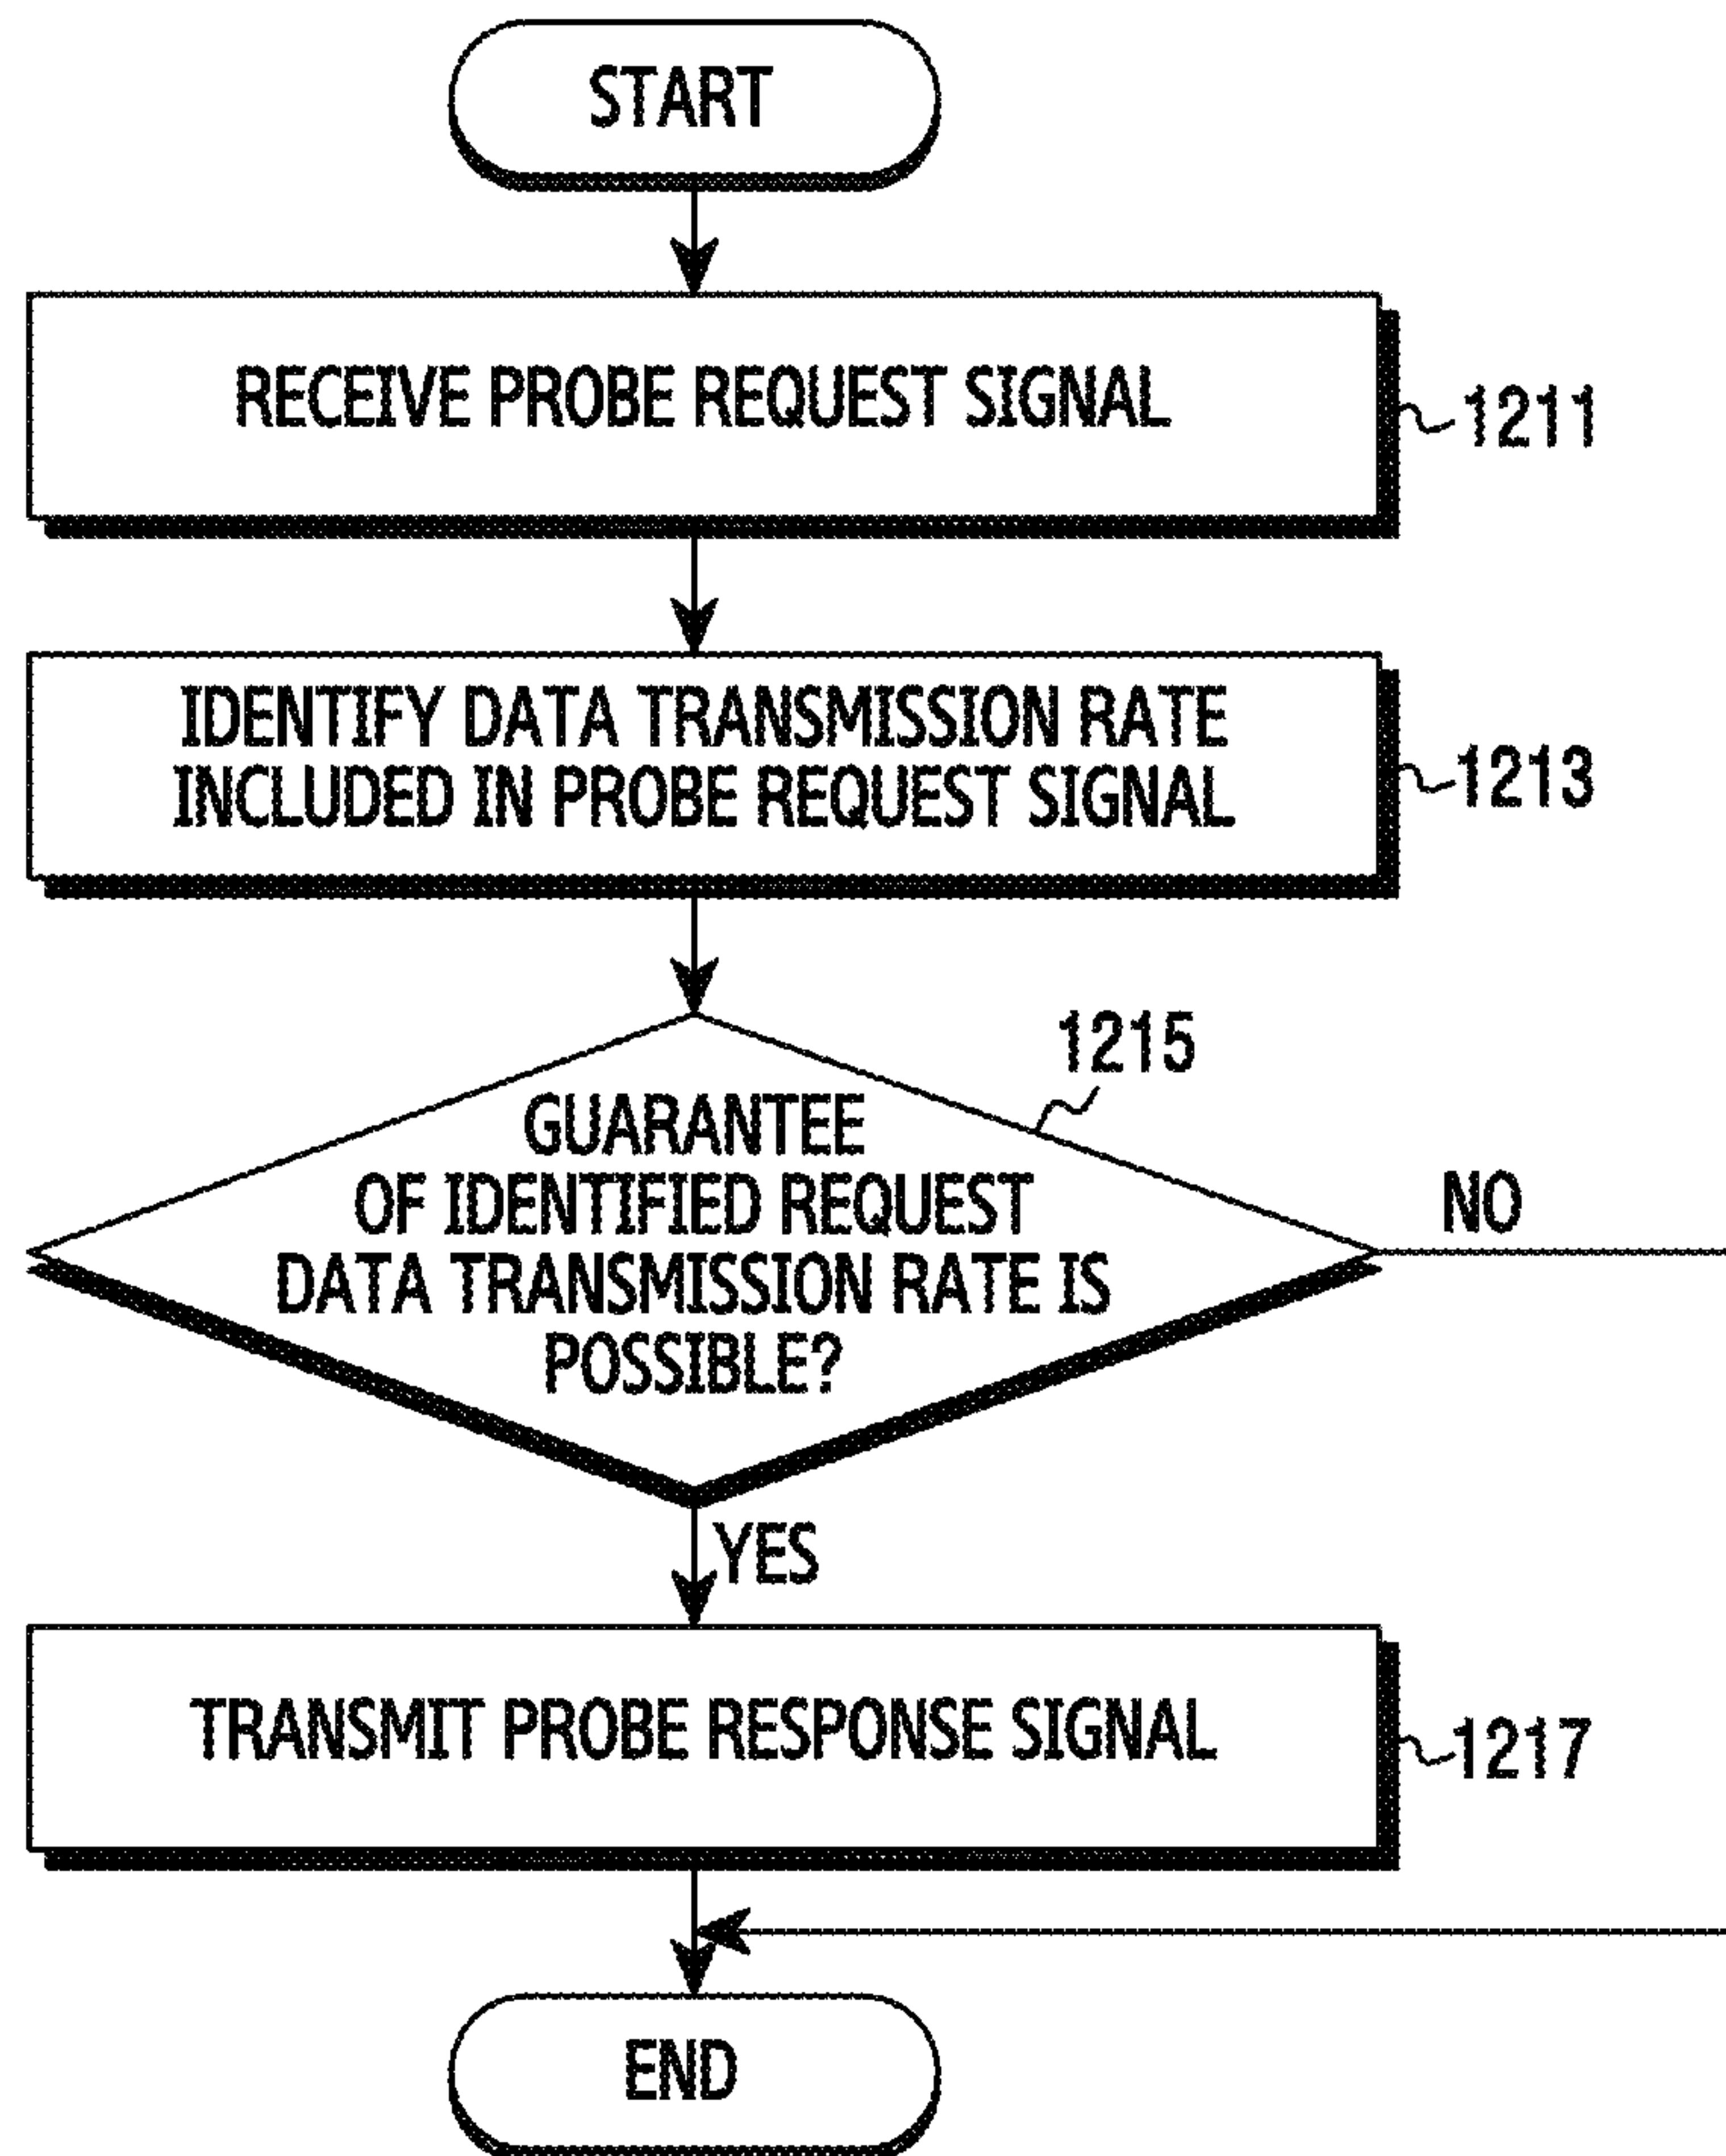 START
RECEIVE PROBE REQUEST SIGNAL
1211
IDENTIFY DATA TRANSMISSION RATE
INCLUDED IN PROBE REQUEST SIGNAL
1213
1215
GUARANTEE
OF IDENTIFIED REQUEST
DATA TRANSMISSION RATE IS
POSSIBLE?
NO
YES
TRANSMIT PROBE RESPONSE SIGNAL
1217
END